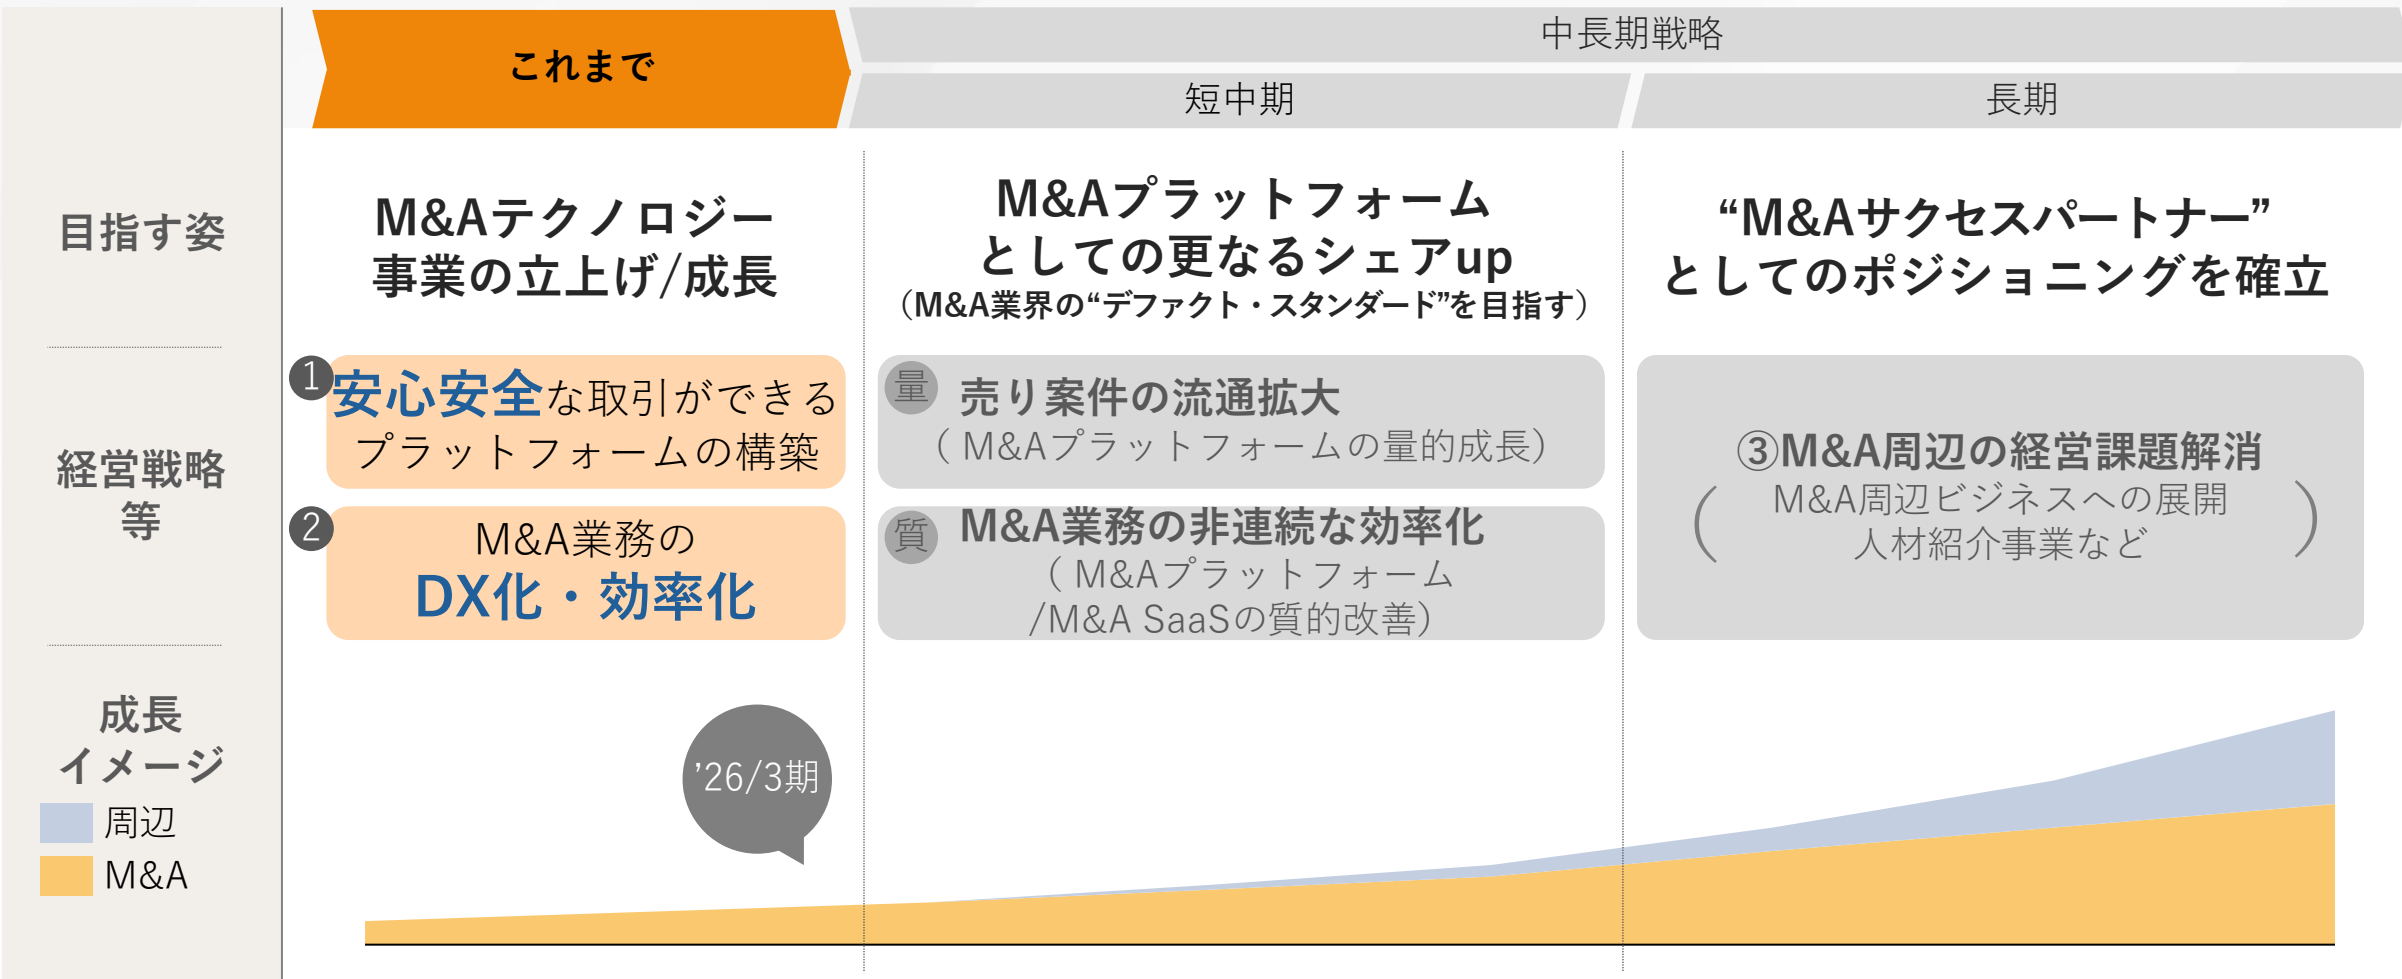 これまで
中長期戦略
短中期
長期
目指す姿
M&Aテクノロジー
事業の立上げ/成長
M&Aプラットフォーム
としての更なるシェアup
（M&A業界の“デファクト・スタンダード”を目指す）
“M&Aサクセスパートナー”
としてのポジショニングを確立
経営戦略
等
1
安心安全な取引ができる
プラットフォームの構築
2
M&A業務の
DX化・効率化
量
売り案件の流通拡大
（ M&Aプラットフォームの量的成長）
質
M&A業務の非連続な効率化
（ M&Aプラットフォーム
/M&A SaaSの質的改善）
③M&A周辺の経営課題解消
（M&A周辺ビジネスへの展開
人材紹介事業など）
成長
イメージ
周辺
M&A
’26/3期